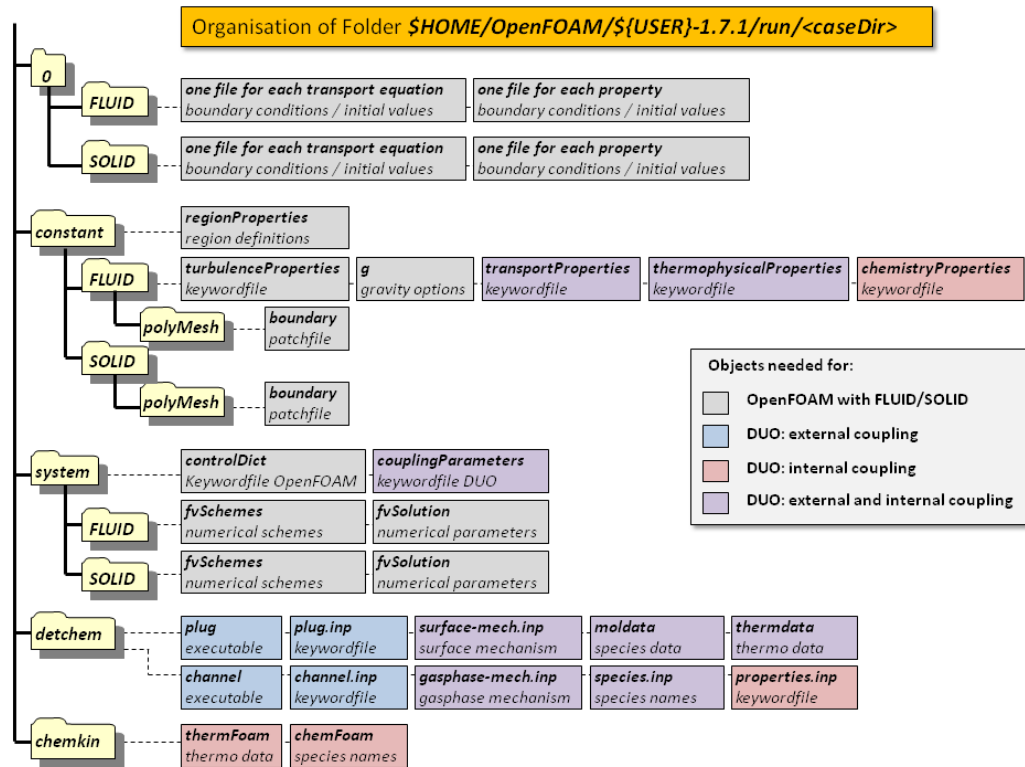 Organisation of Folder $HOME/OpenFOAM/${USER}-1.7.1/run/<caseDir>
0
FLUID
one file for each transport equation
boundary conditions / initial values
one file for each property
boundary conditions / initial values
SOLID
one file for each transport equation
boundary conditions / initial values
one file for each property
boundary conditions / initial values
constant
regionProperties
region definitions
FLUID
turbulenceProperties
keywordfile
g
gravity options
transportProperties
keywordfile
thermophysicalProperties
keywordfile
chemistryProperties
keywordfile
polyMesh
boundary
patchfile
SOLID
polyMesh
boundary
patchfile
Objects needed for:
OpenFOAM with FLUID/SOLID
DUO: external coupling
DUO: internal coupling
DUO: external and internal coupling
system
controlDict
Keywordfile OpenFOAM
couplingParameters
keywordfile DUO
FLUID
fvSchemes
numerical schemes
fvSolution
numerical parameters
SOLID
fvSchemes
numerical schemes
fvSolution
numerical parameters
detchem
plug
executable
plug.inp
keywordfile
surface-mech.inp
surface mechanism
moldata
species data
thermdata
thermo data
channel
executable
channel.inp
keywordfile
gasphase-mech.inp
gasphase mechanism
species.inp
species names
properties.inp
keywordfile
chemkin
thermFoam
thermo data
chemFoam
species names